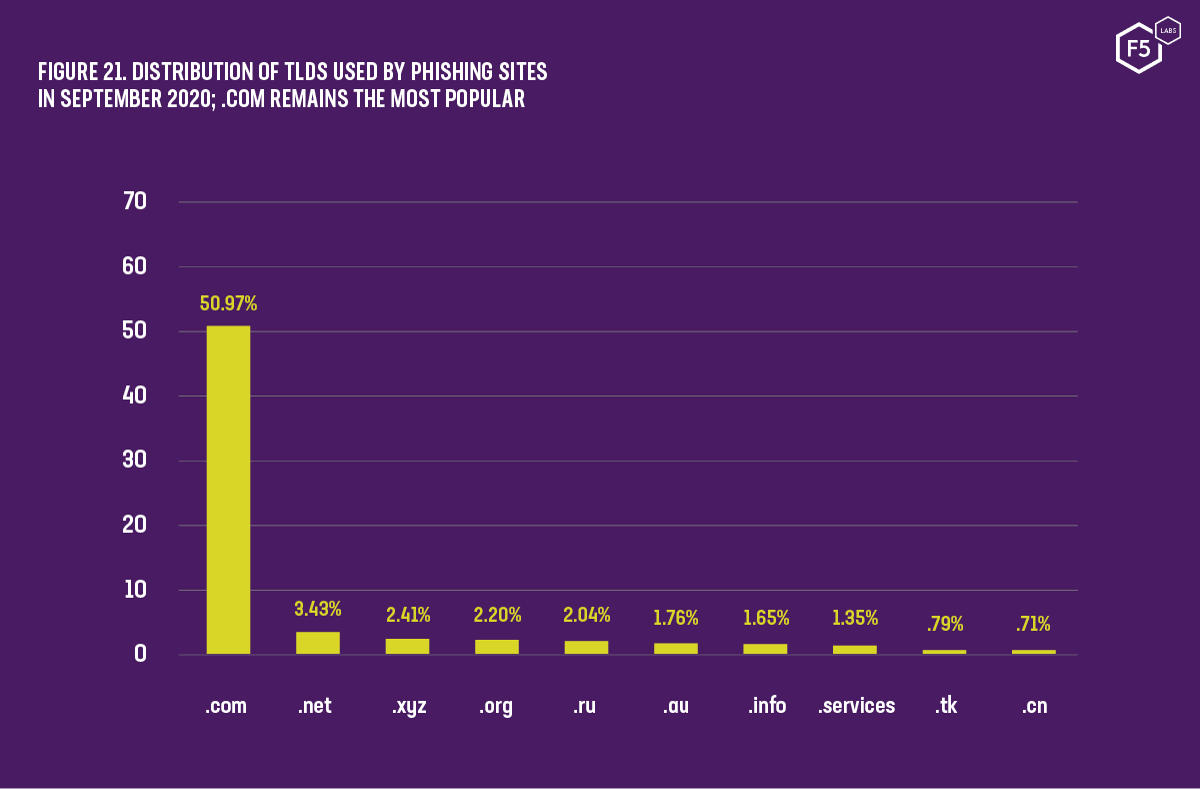 F5 LABS
FIGURE 21. DISTRIBUTION OF TLDS USED BY PHISHING SITES
IN SEPTEMBER 2020; .COM REMAINS THE MOST POPULAR
70
60
50
40
30
20
10
0
50.97%
3.43%
2.41%
2.20%
2.04%
1.76%
1.65%
1.35%
.79%
.71%
.com
.net
.xyz
.org
.ru
.au
.info
.services
.tk
.cn